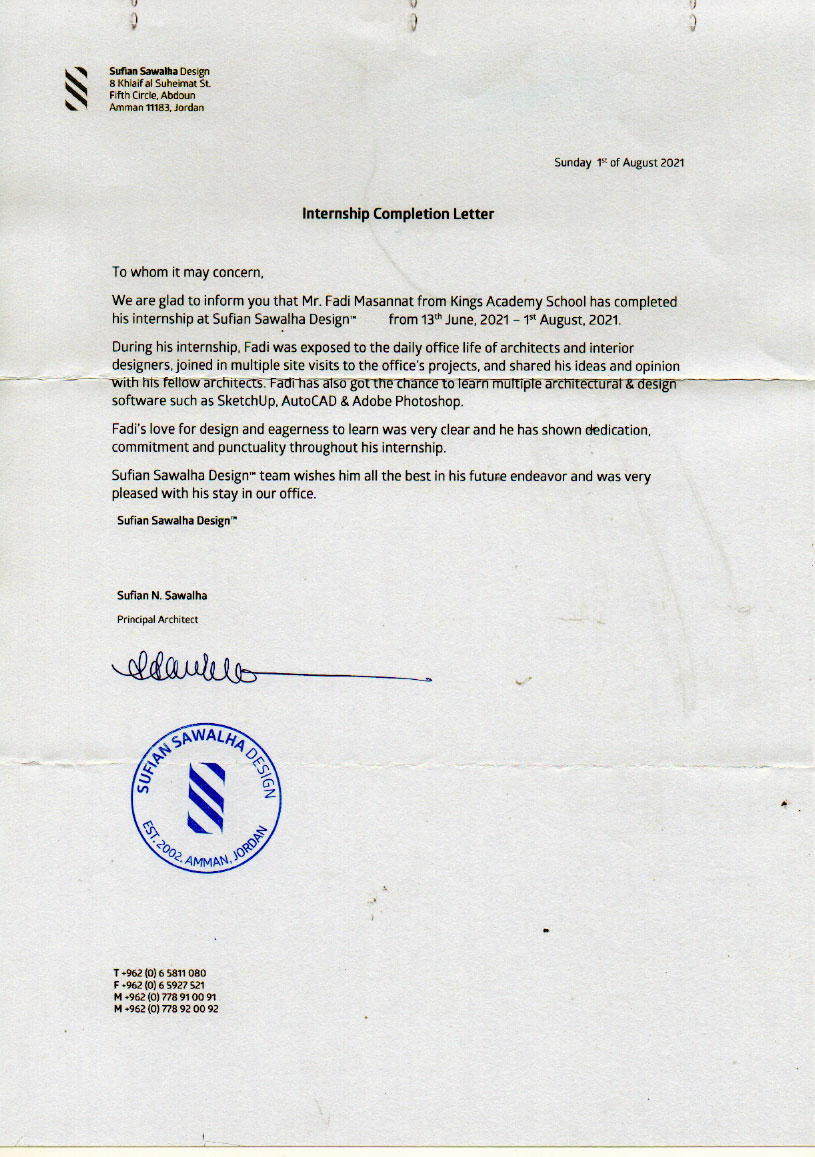 Sufian Sawalha Design
8 Khlaif al Suheimat St.
Fifth Circle, Abdoun
Amman 11183, Jordan
Sunday 1st of August 2021
Internship Completion Letter
To whom it may concern,
We are glad to inform you that Mr. Fadi Masannat from Kings Academy School has completed
his internship at Sufian Sawalha Design™ from 13th June, 2021 – 1st August, 2021.
During his internship, Fadi was exposed to the daily office life of architects and interior
designers, joined in multiple site visits to the office's projects, and shared his ideas and opinion
with his fellow architects. Fadi has also got the chance to learn multiple architectural & design
software such as SketchUp, AutoCAD & Adobe Photoshop.
Fadi's love for design and eagerness to learn was very clear and he has shown dedication,
commitment and punctuality throughout his internship.
Sufian Sawalha Design™ team wishes him all the best in his future endeavor and was very
pleased with his stay in our office.
Sufian Sawalha Design™
Sufian N. Sawalha
Principal Architect
SUFIAN SAWALHA DESIGN
EST. 2002. AMMAN, JORDAN
T +962 (0) 6 5811 080
F +962 (0) 6 5927 521
M +962 (0) 778 91 00 91
M +962 (0) 778 92 00 92